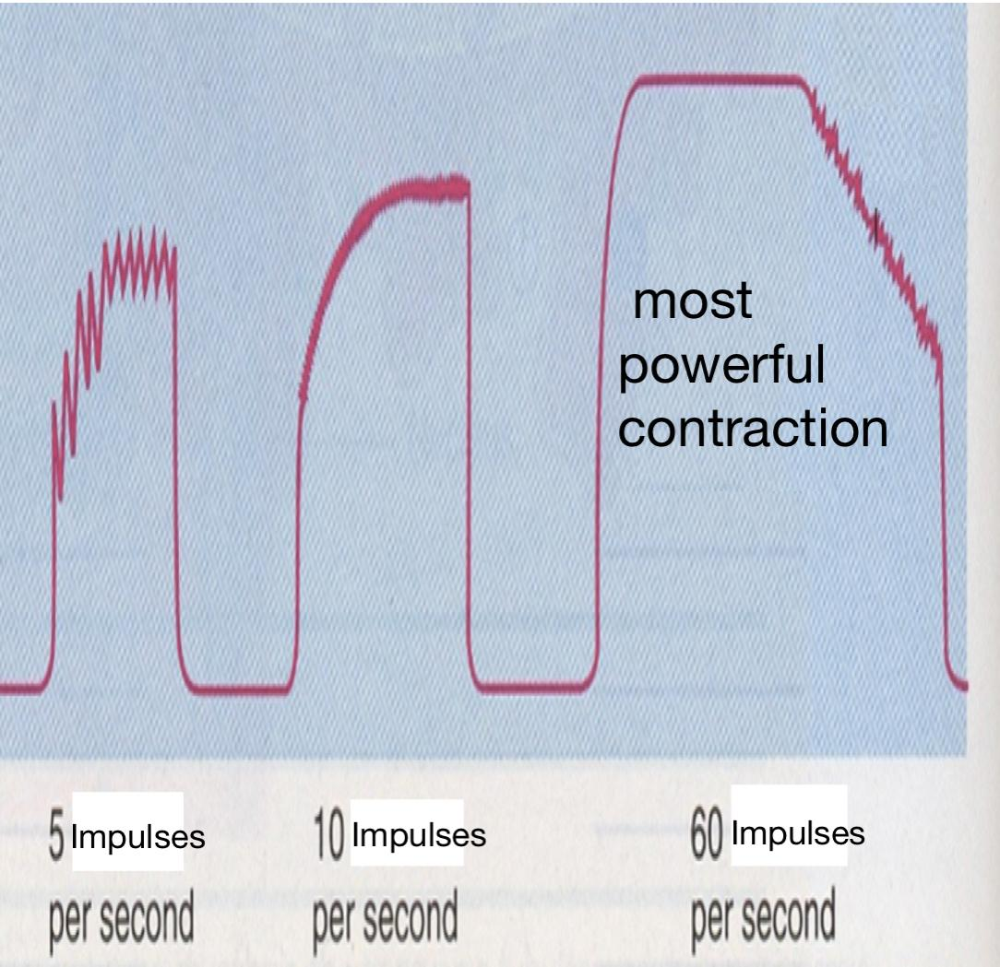 most
powerful
contraction
5 Impulses
per second
10 Impulses
per second
60 Impulses
per second